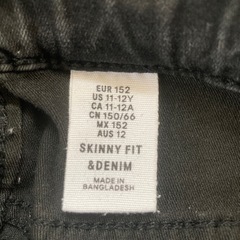 EUR 152
US 11-12Y
CA 11-12A
CN 150/66
MX 152
AUS 12
SKINNY FIT
&DENIM
MADE IN
BANGLADESH